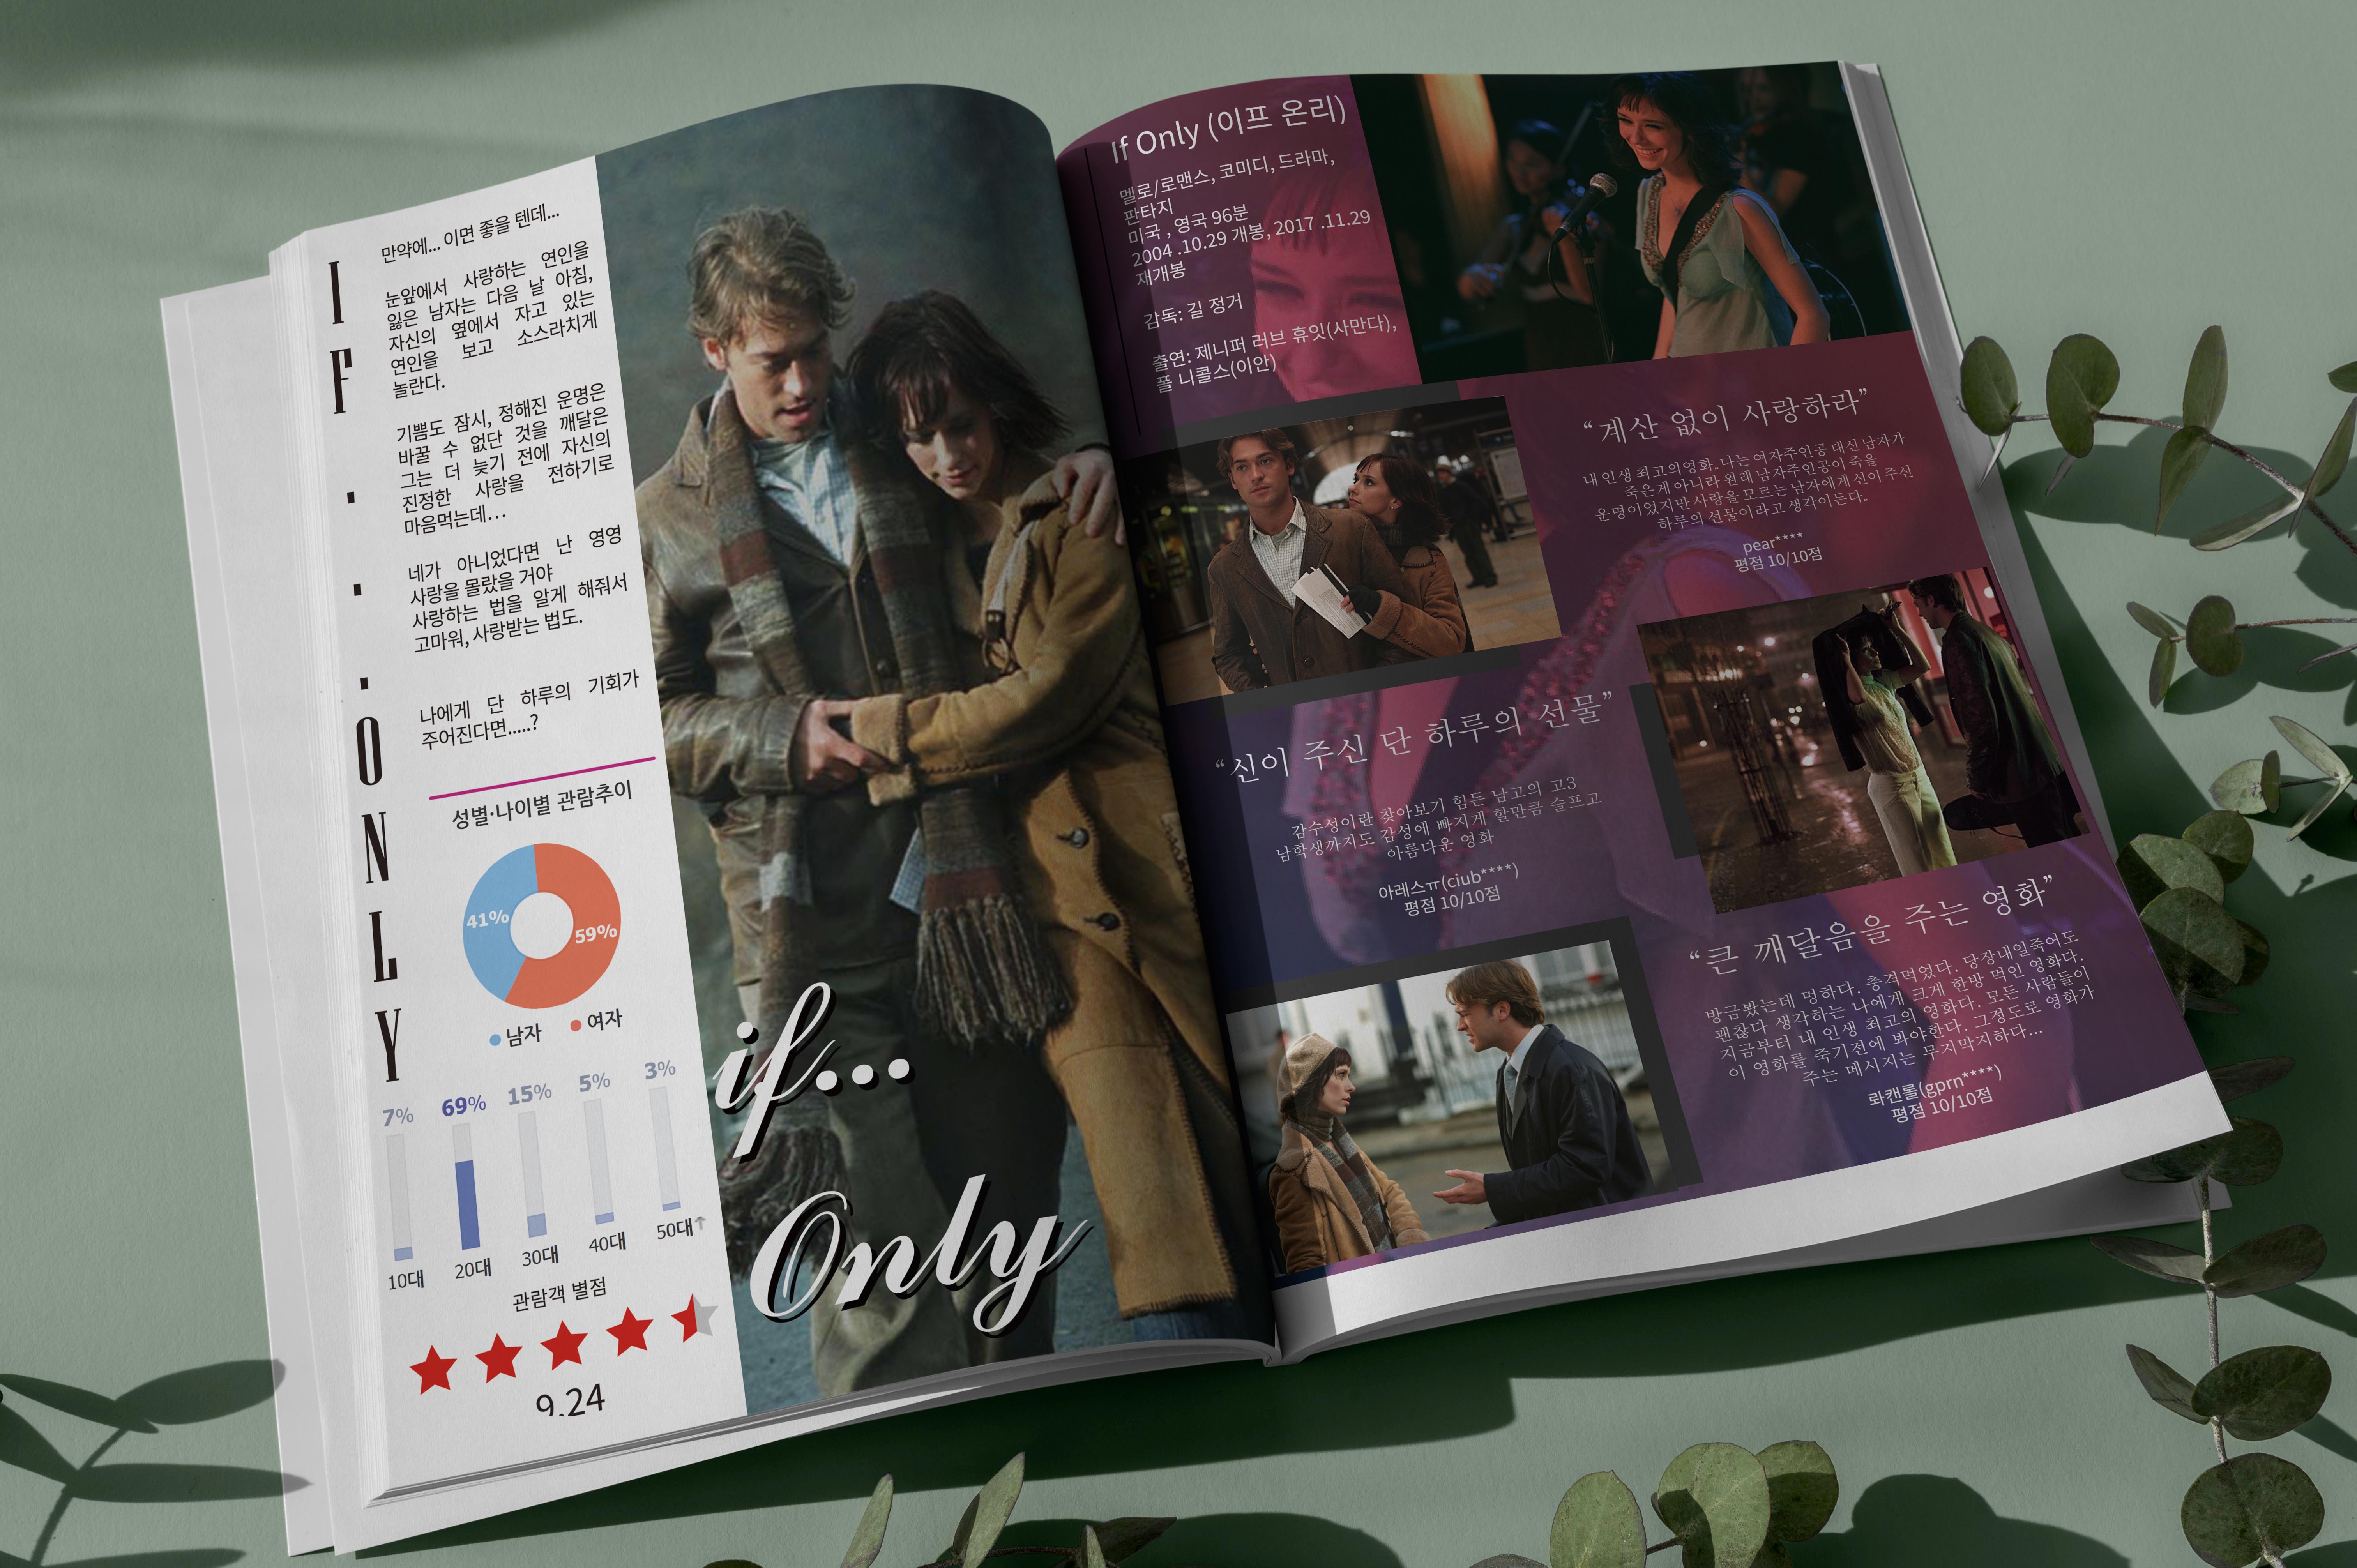 IF...ONLY
만약에... 이면 좋을 텐데...
눈앞에서 사랑하는 연인을
잃은 남자는 다음 날 아침,
자신의 옆에서 자고 있는
연인을 보고 소스라치게
놀란다.
기쁨도 잠시, 정해진 운명은
바꿀 수 없단 것을 깨달은
그는 더 늦기 전에 자신의
진정한 사랑을 전하기로
마음먹는데...
네가 아니었다면 난 영영
사랑을 몰랐을 거야
사랑하는 법을 알게 해줘서
고마워, 사랑받는 법도.
나에게 단 하루의 기회가
주어진다면.....?
성별·나이별 관람추이
41%
59%
남자 여자
7% 69% 15% 5% 3%
10대 20대 30대 40대 50대↑
관람객 별점
9.24
if...
Only
If Only (이프 온리)
멜로/로맨스, 코미디, 드라마,
판타지
미국 , 영국 96분
2004 .10.29 개봉, 2017 .11.29
재개봉
감독: 길 정거
출연: 제니퍼 러브 휴잇(사만다),
폴 니콜스(이안)
“계산 없이 사랑하라”
내 인생 최고의영화. 나는 여자주인공 대신 남자가
죽은게 아니라 원래 남자주인공이 죽을
운명이었지만 사랑을 모르는 남자에게 신이 주신
하루의 선물이라고 생각이든다.
pear****
평점 10/10점
“신이 주신 단 하루의 선물”
감수성이란 찾아보기 힘든 남고의 고3
남학생까지도 감성에 빠지게 할만큼 슬프고
아름다운 영화
아레스ㅠ(ciub****)
평점 10/10점
“큰 깨달음을 주는 영화”
방금봤는데 멍하다. 충격먹었다. 당장내일죽어도
괜찮다 생각하는 나에게 크게 한방 먹인 영화다.
지금부터 내 인생 최고의 영화다. 모든 사람들이
이 영화를 죽기전에 봐야한다. 그정도로 영화가
주는 메시지는 무지막지하다...
롸캔롤(gprn****)
평점 10/10점